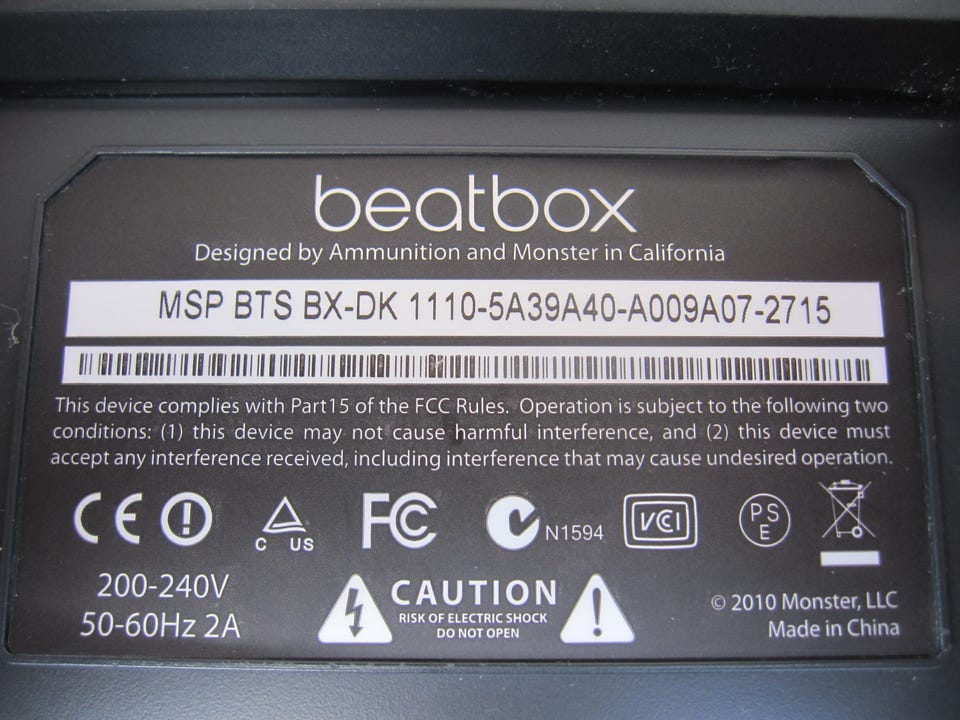 beatbox
Designed by Ammunition and Monster in California
MSP BTS BX-DK 1110-5A39A40-A009A07-2715
This device complies with Part15 of the FCC Rules. Operation is subject to the following two
conditions: (1) this device may not cause harmful interference, and (2) this device must
accept any interference received, including interference that may cause undesired operation.
CE
C US
FC
N1594
VCI
PS
E
200-240V
50-60Hz 2A
CAUTION
RISK OF ELECTRIC SHOCK
DO NOT OPEN
© 2010 Monster, LLC
Made in China